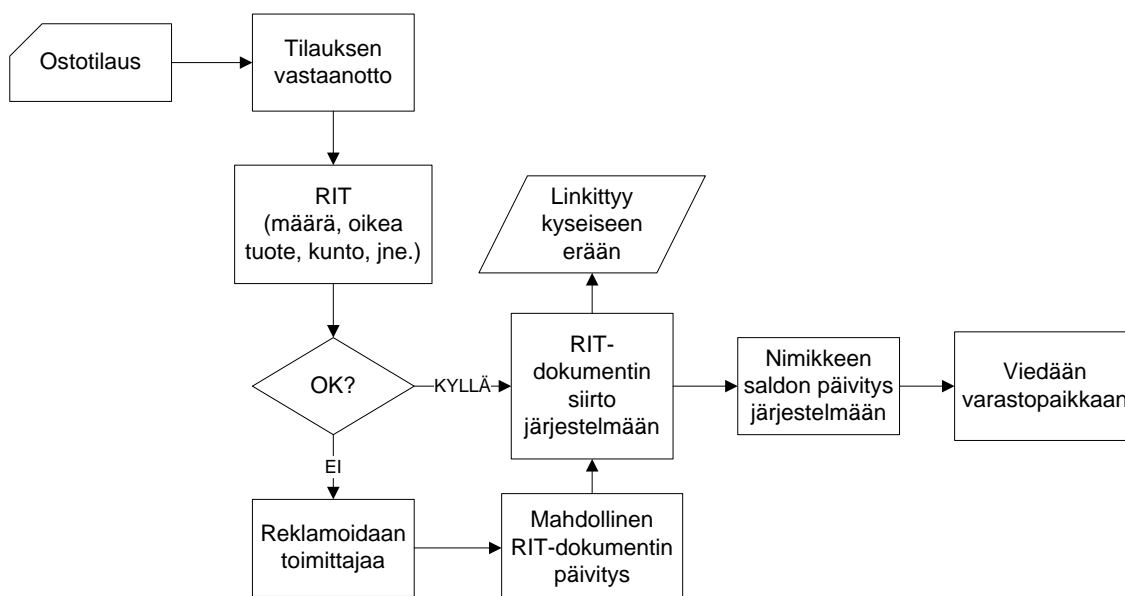 Ostotilaus
Tilauksen
vastaanotto
RIT
(määrä, oikea
tuote, kunto, jne.)
Linkittyy
kyseiseen
erään
OK?
KYLLÄ
RIT-
dokumentin
siirto
järjestelmään
Nimikkeen
saldon päivitys
järjestelmään
Viedään
varastopaikkaan
EI
Reklamoidaan
toimittajaa
Mahdollinen
RIT-dokumentin
päivitys